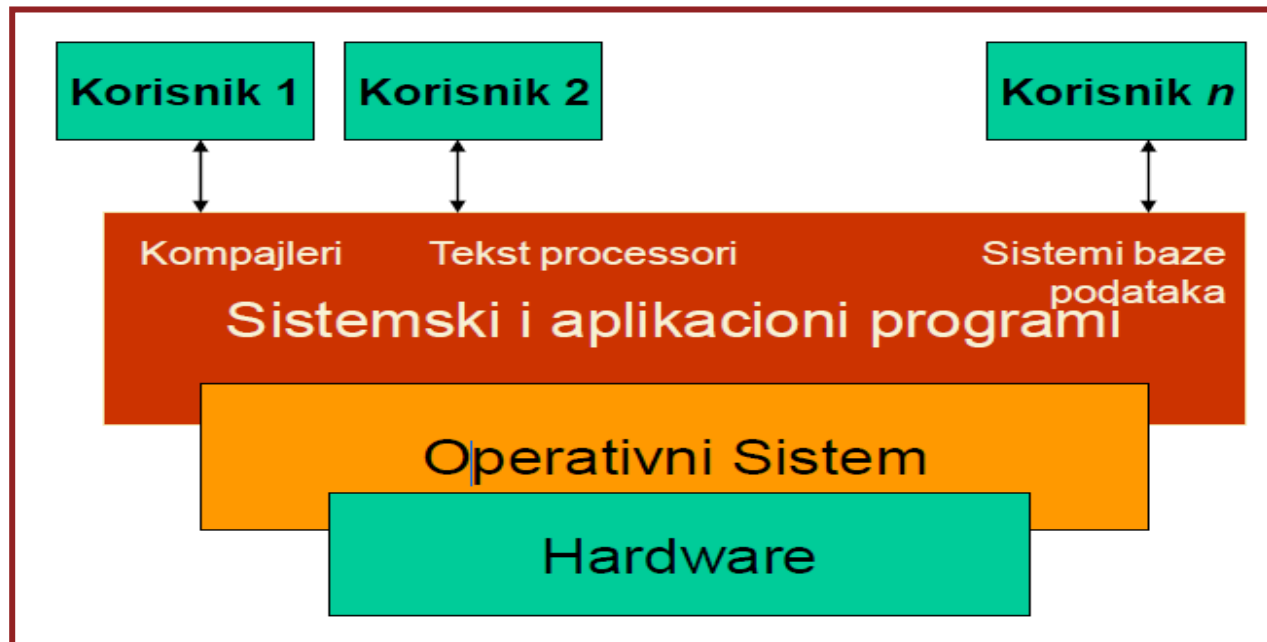 Korisnik 1
Korisnik 2
Korisnik n
Kompajleri
Tekst processori
Sistemi baze
podataka
Sistemski i aplikacioni programi
Operativni Sistem
Hardware